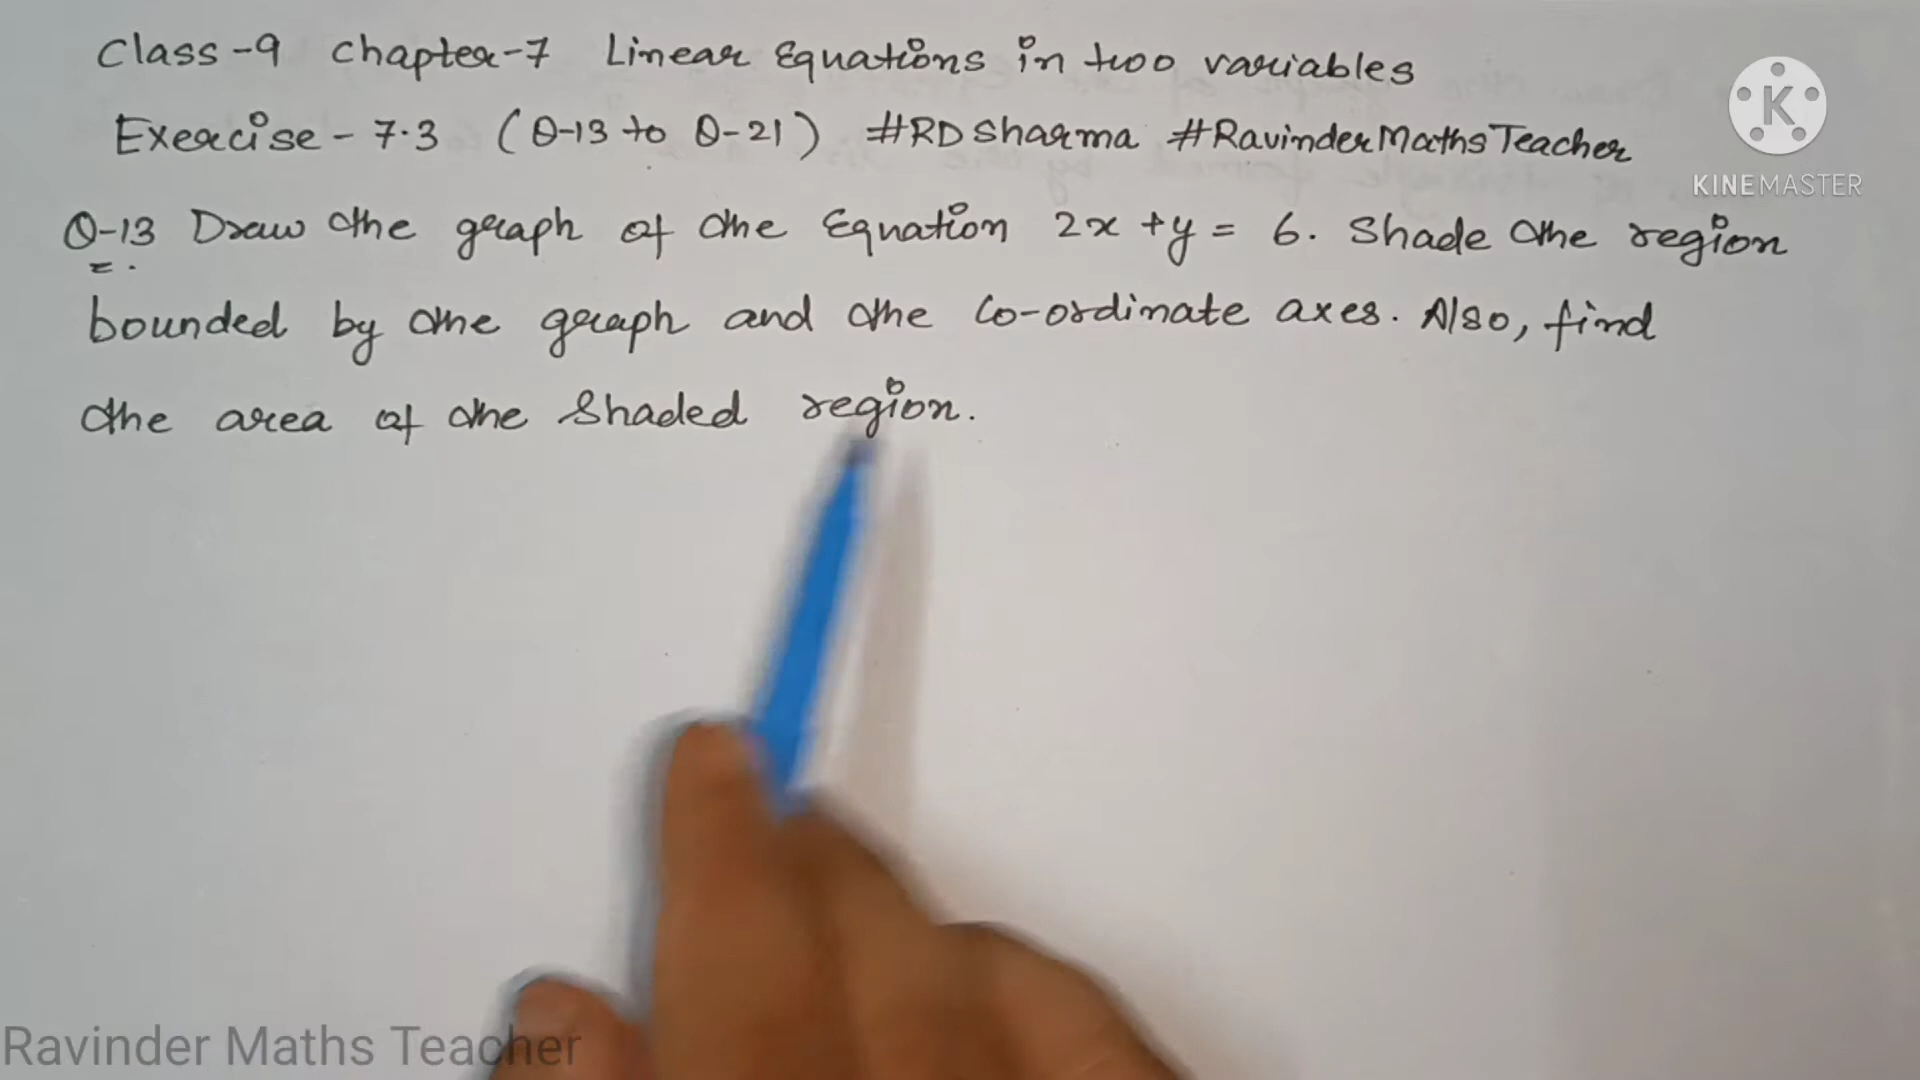 Class-9 Chapter-7 Linear Equations in two variables
Exercise - 7.3 (Q-13 to Q-21) #RDSharma #RavinderMathsTeacher
KINEMASTER
Q-13 Draw the graph of the Equation 2x + y = 6. Shade the region
bounded by the graph and the Co-ordinate axes. Also, find
the area of the Shaded region.
Ravinder Maths Teacher